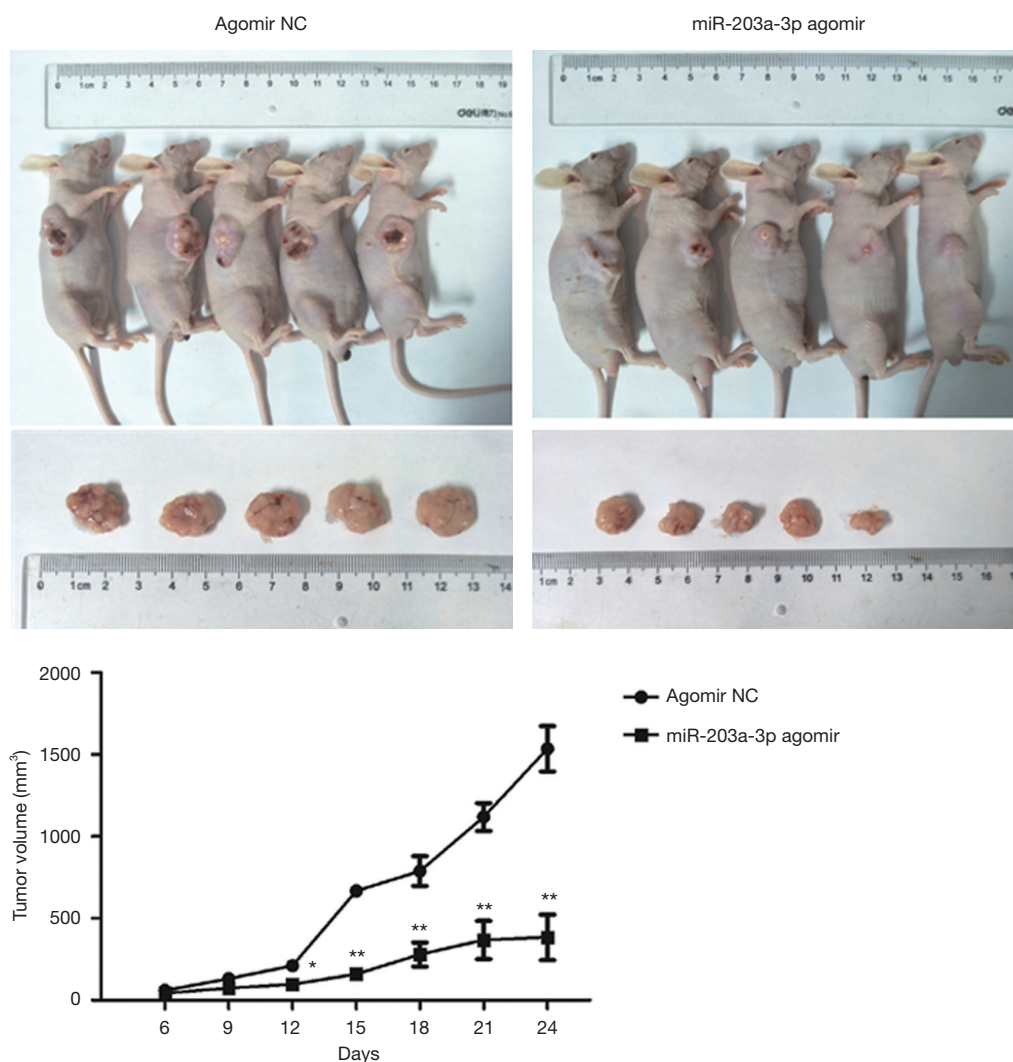 Agomir NC
miR-203a-3p agomir
0 1cm 2 3 4 5 6 7 8 9 10 11 12 13 14 15 16 17 18 19
deli
0 1cm 2 3 4 5 6 7 8 9 10 11 12 13 14 15 16 17
0 1cm 2 3 4 5 6 7 8 9 10 11 12 13 14
1cm 2 3 4 5 6 7 8 9 10 11 12 13 14 15 16
Tumor volume (mm³)
2000
1500
1000
500
0
*
**
**
**
**
6 9 12 15 18 21 24
Days
Agomir NC
miR-203a-3p agomir